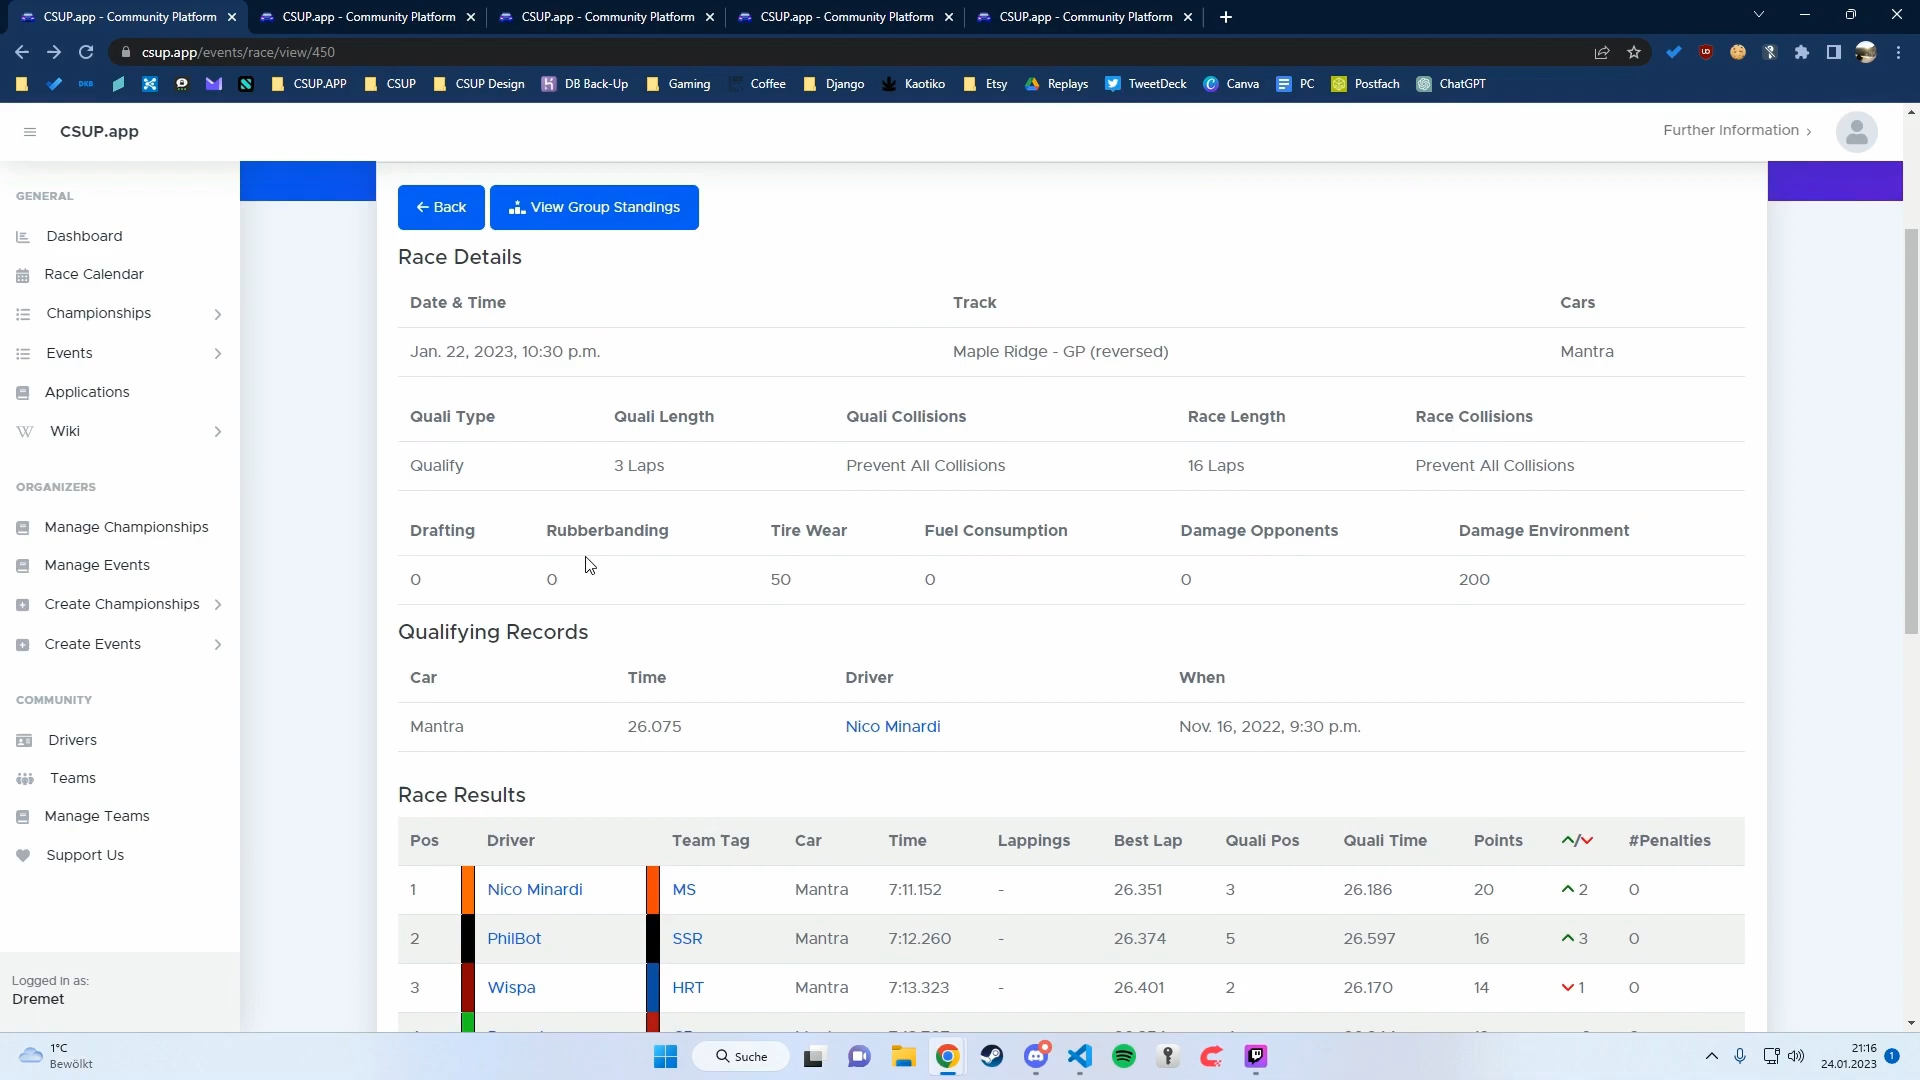 CSUP.app - Community Platform
CSUP.app - Community Platform
CSUP.app - Community Platform
CSUP.app - Community Platform
CSUP.app - Community Platform
csup.app/events/race/view/450
CSUP.APP
CSUP
CSUP Design
DB Back-Up
Gaming
Coffee
Django
Kaotiko
Etsy
Replays
TweetDeck
Canva
PC
Postfach
ChatGPT
CSUP.app
Further Information ›
GENERAL
Dashboard
Race Calendar
Championships
Events
Applications
Wiki
ORGANIZERS
Manage Championships
Manage Events
Create Championships
Create Events
COMMUNITY
Drivers
Teams
Manage Teams
Support Us
Logged in as:
Dremet
← Back
View Group Standings
Race Details
Date & Time Track Cars
Jan. 22, 2023, 10:30 p.m. Maple Ridge - GP (reversed) Mantra
Quali Type Quali Length Quali Collisions Race Length Race Collisions
Qualify 3 Laps Prevent All Collisions 16 Laps Prevent All Collisions
Drafting Rubberbanding Tire Wear Fuel Consumption Damage Opponents Damage Environment
0 0 50 0 0 200
Qualifying Records
Car Time Driver When
Mantra 26.075 Nico Minardi Nov. 16, 2022, 9:30 p.m.
Race Results
Pos Driver Team Tag Car Time Lappings Best Lap Quali Pos Quali Time Points / #Penalties
1 Nico Minardi MS Mantra 7:11.152 - 26.351 3 26.186 20 2 0
2 PhilBot SSR Mantra 7:12.260 - 26.374 5 26.597 16 3 0
3 Wispa HRT Mantra 7:13.323 - 26.401 2 26.170 14 1 0
1°C
Bewölkt
Suche
21:16
24.01.2023
1